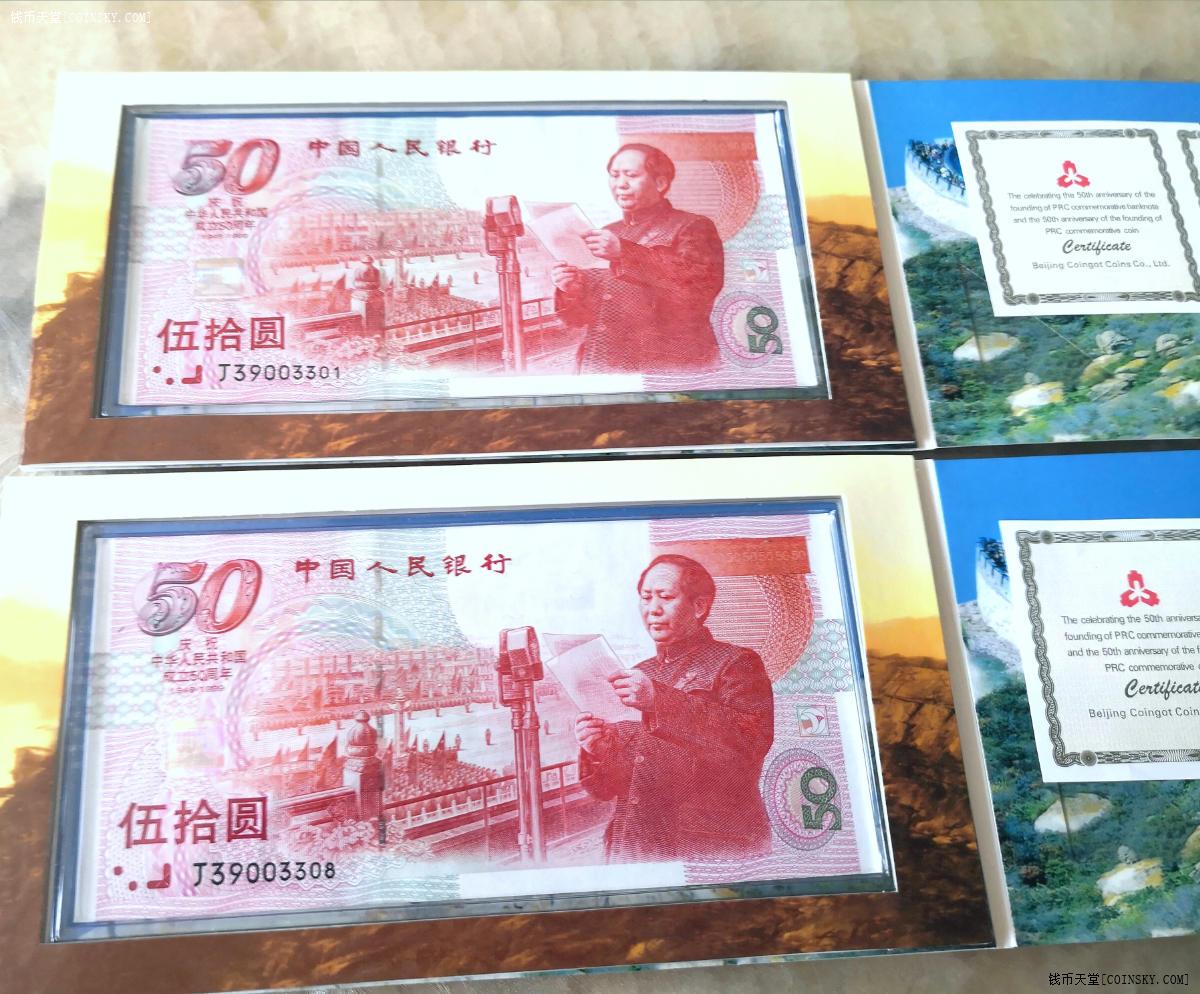 钱币天堂[COINSKY.COM]
50
中国人民银行
庆祝
中华人民共和国
成立50周年
1949-1999
伍拾圆
J39003301
50
The celebrating the 50th anniversary of the
founding of PRC commemorative banknote
and the 50th anniversary of the founding of
PRC commemorative coin
Certificate
Beijing Coingot Coins Co., Ltd.
50
中国人民银行
庆祝
中华人民共和国
成立50周年
1949-1999
伍拾圆
J39003308
50
The celebrating the 50th
founding of PRC
and the 50th anniversary of the
PRC commemorative
Certificate
Beijing Coingot
钱币天堂[COINSKY.COM]